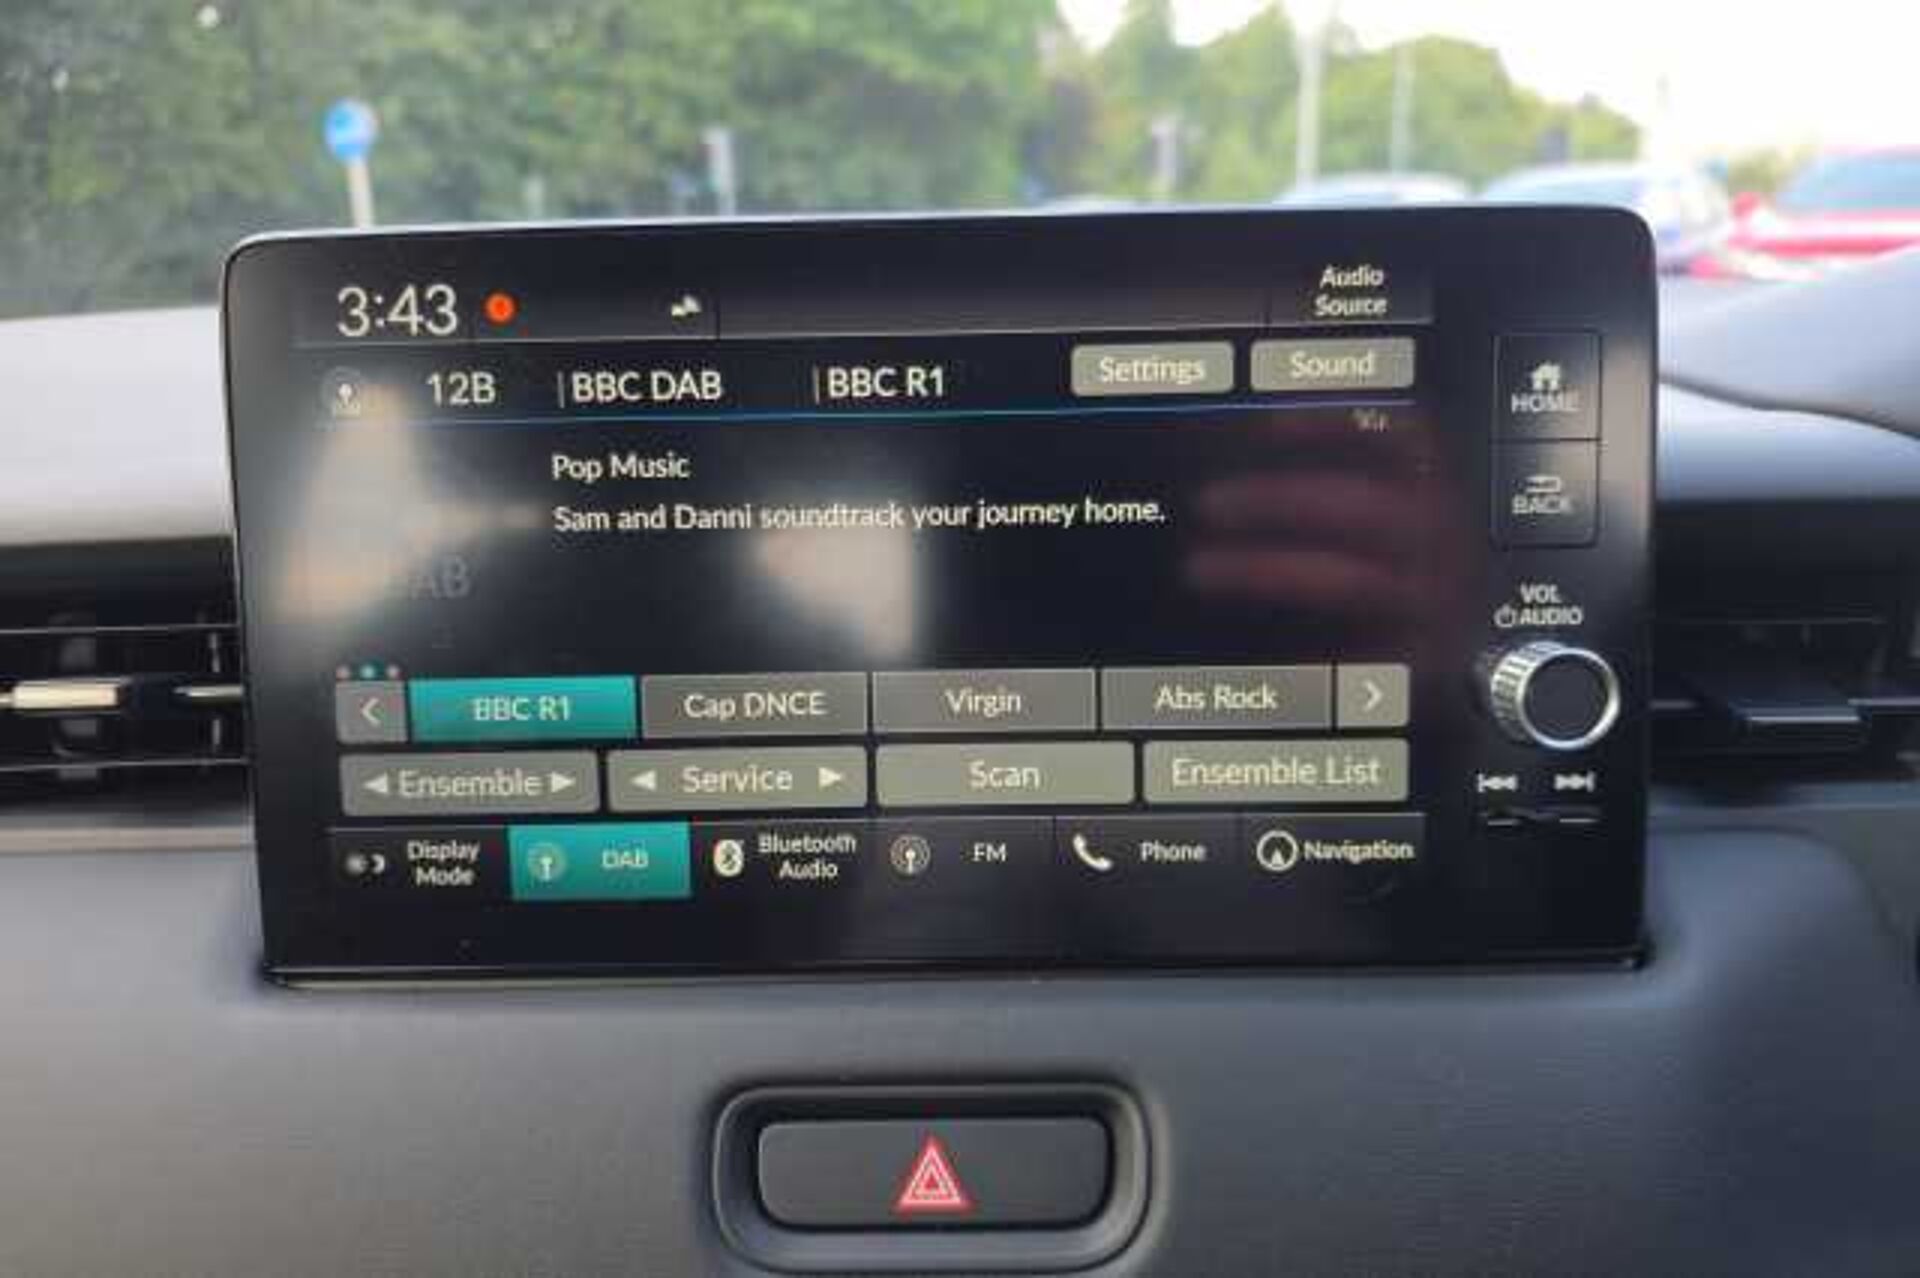 3:43
Audio
Source
12B
BBC DAB
BBC R1
Settings
Sound
HOME
Pop Music
BACK
Sam and Danni soundtrack your journey home.
VOL
AUDIO
BBC R1
Cap DNCE
Virgin
Abs Rock
Ensemble
Service
Scan
Ensemble List
Display
Mode
DAB
Bluetooth
Audio
FM
Phone
Navigation